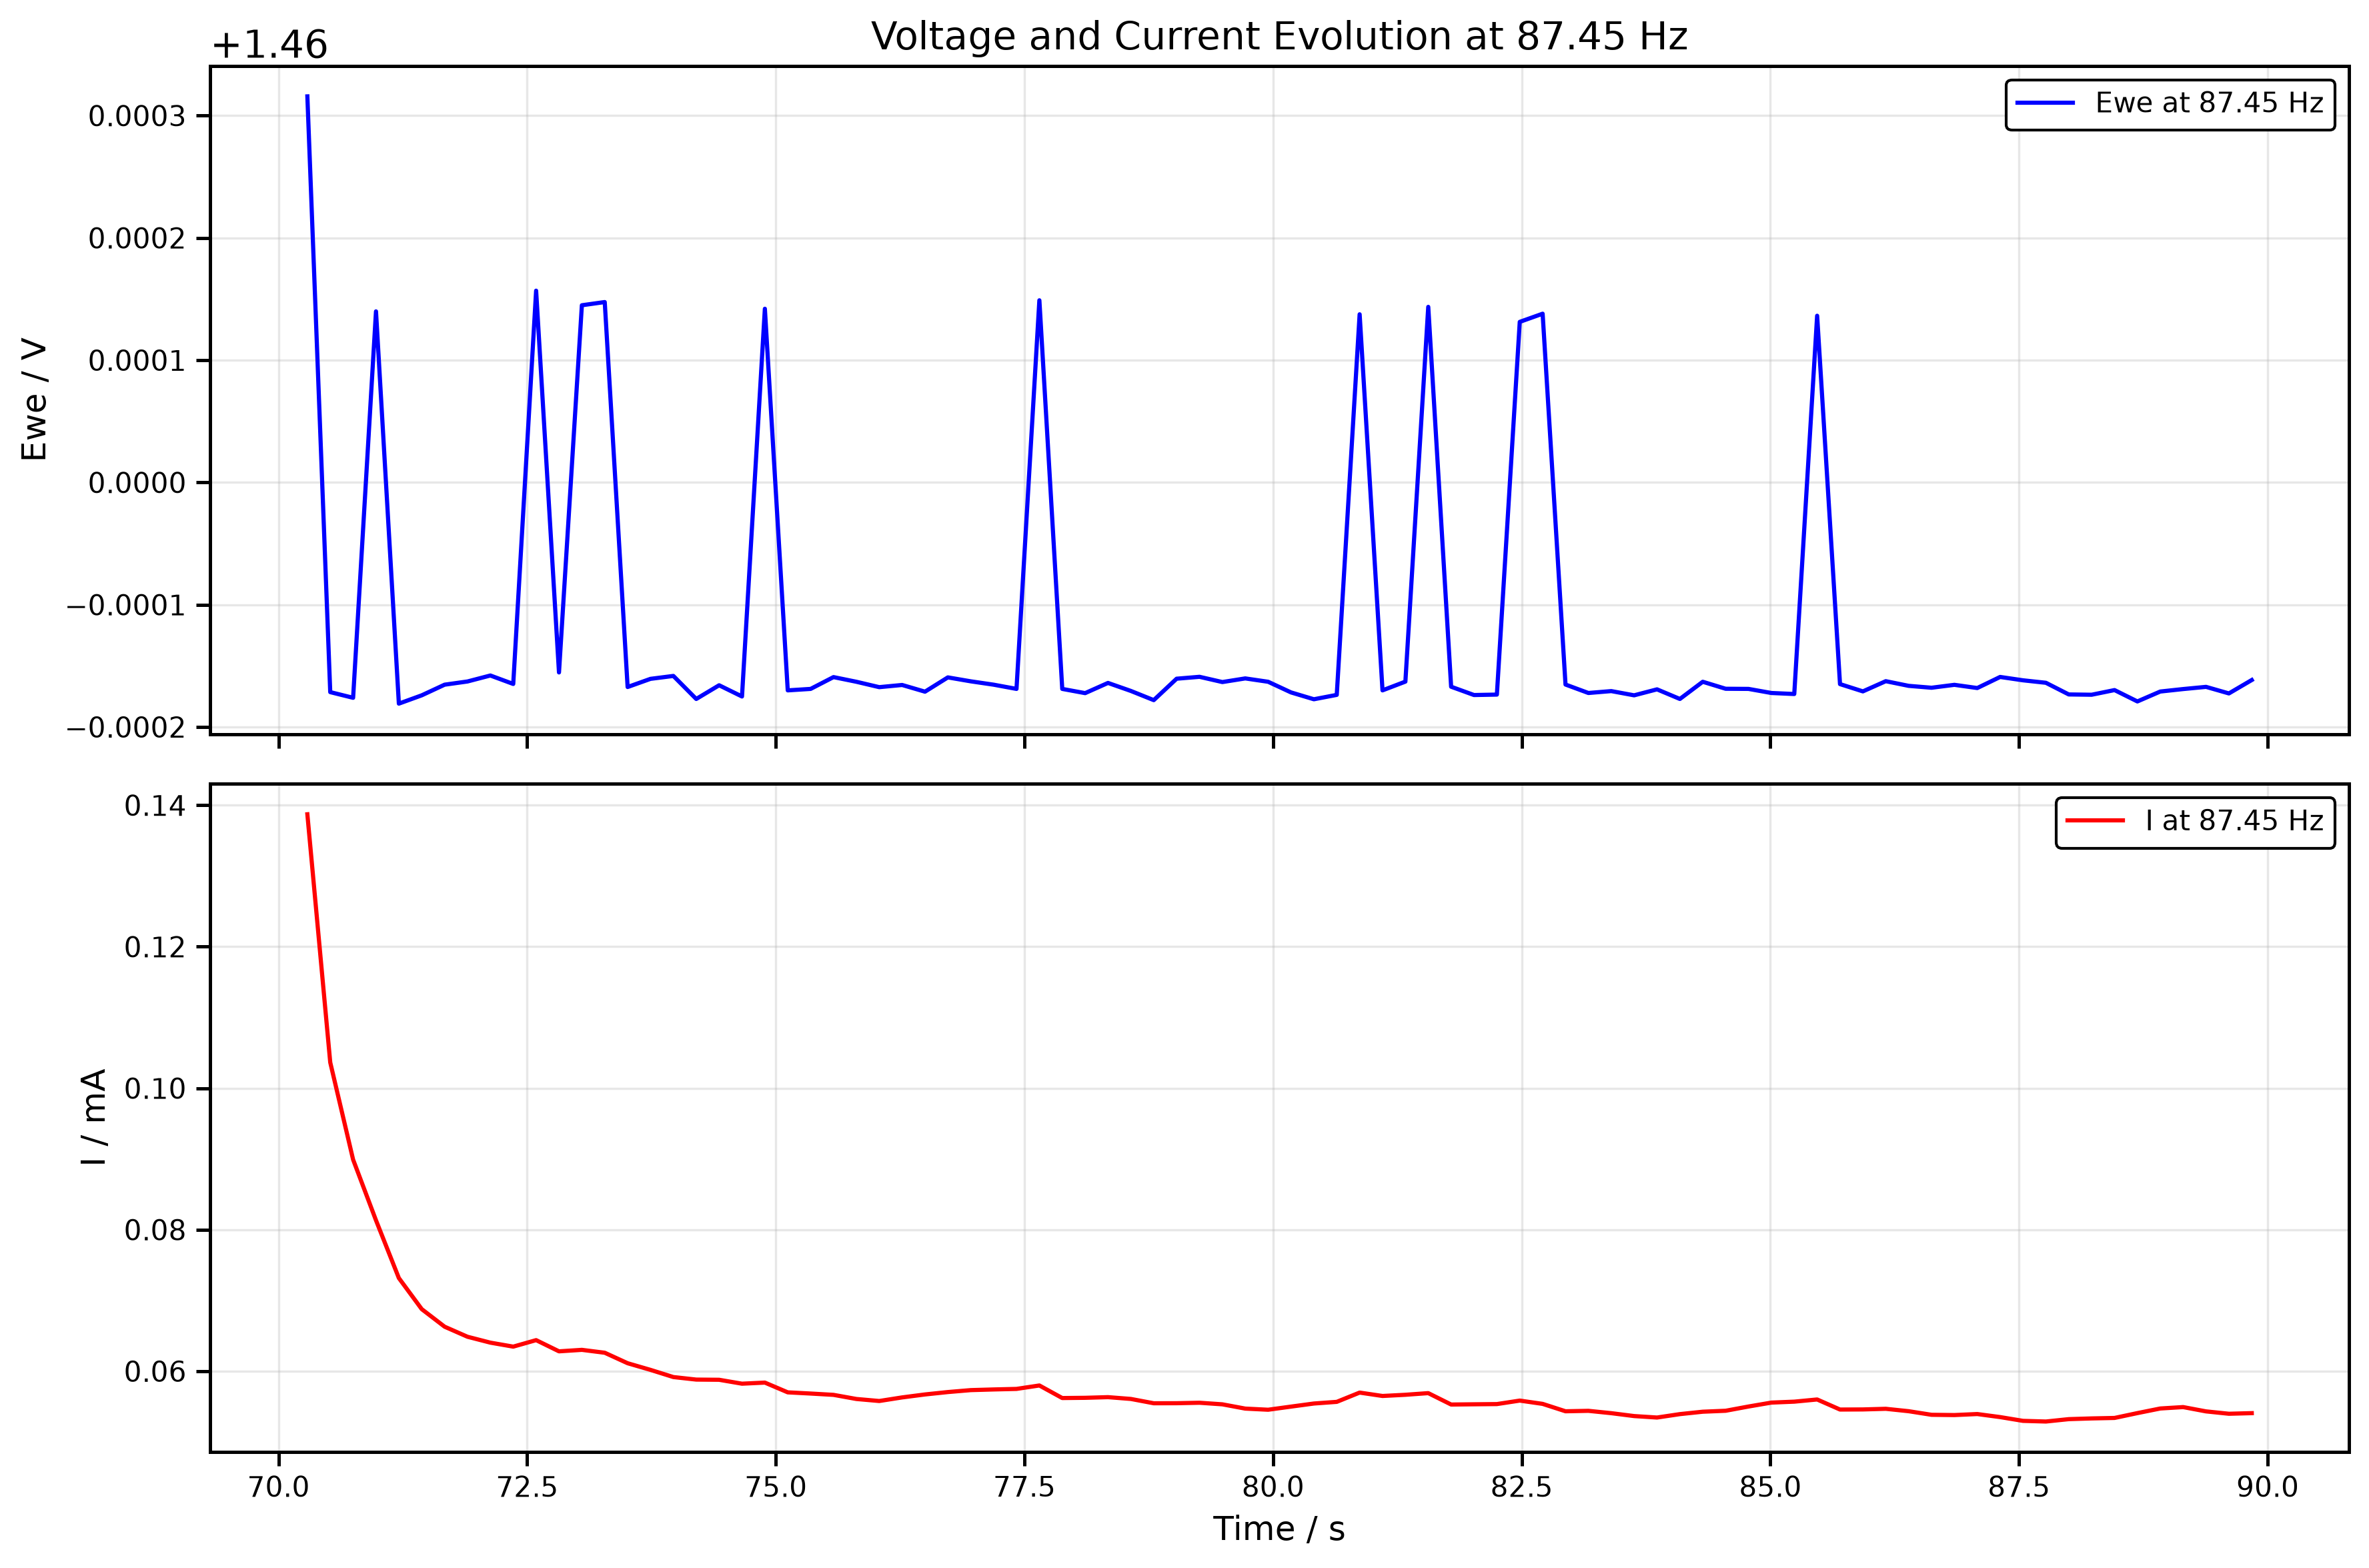 Voltage and Current Evolution at 87.45 Hz
+1.46
Ewe at 87.45 Hz
0.0003
0.0002
0.0001
0.0000
−0.0001
−0.0002
Ewe / V
I at 87.45 Hz
0.14
0.12
0.10
0.08
0.06
I / mA
70.0 72.5 75.0 77.5 80.0 82.5 85.0 87.5 90.0
Time / s